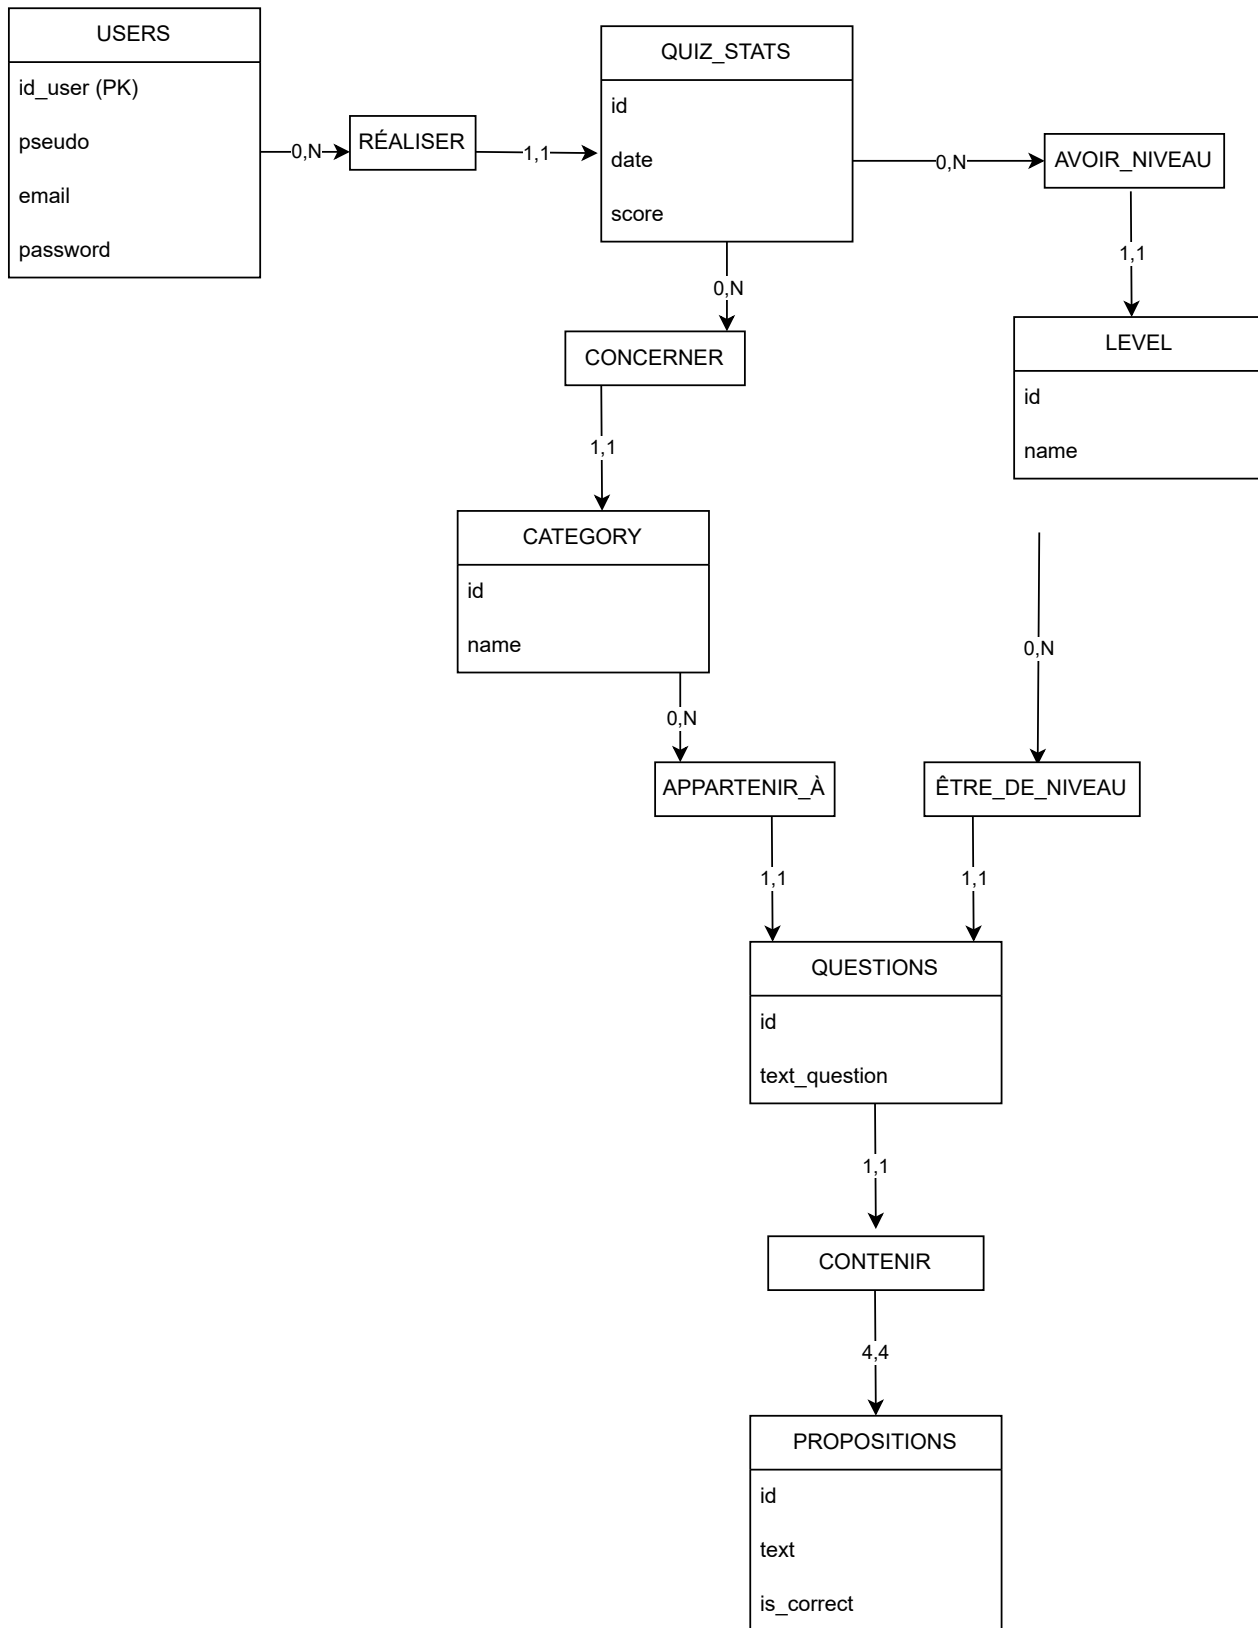 USERS
id_user (PK)
pseudo
email
password
0,N
RÉALISER
1,1
QUIZ_STATS
id
date
score
0,N
AVOIR_NIVEAU
1,1
LEVEL
id
name
0,N
CONCERNER
1,1
CATEGORY
id
name
0,N
APPARTENIR_À
1,1
0,N
ÊTRE_DE_NIVEAU
1,1
QUESTIONS
id
text_question
1,1
CONTENIR
4,4
PROPOSITIONS
id
text
is_correct